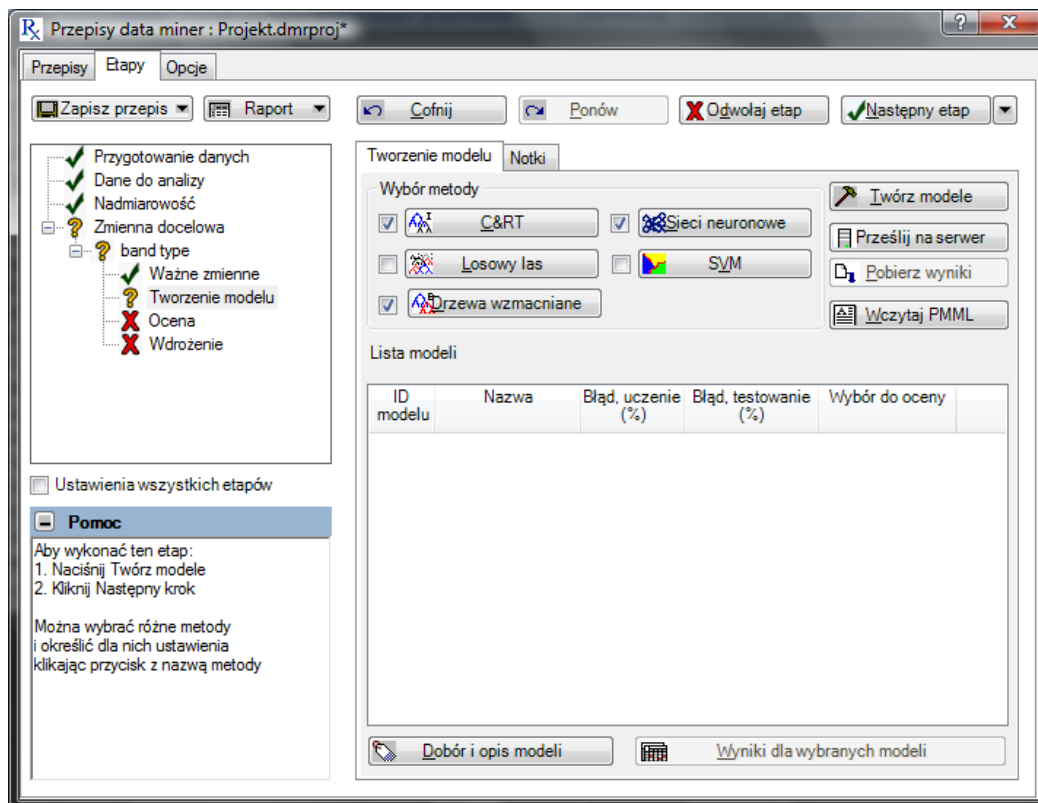 Przepisy data miner : Projekt.dmrproj*
Przepisy Etapy Opcje
Zapisz przepis Raport Cofnij Ponów Odwołaj etap Następny etap
Przygotowanie danych
Dane do analizy
Nadmiarowość
Zmienna docelowa
band type
Ważne zmienne
Tworzenie modelu
Ocena
Wdrożenie
Ustawienia wszystkich etapów
Pomoc
Aby wykonać ten etap:
1. Naciśnij Twórz modele
2. Kliknij Następny krok
Można wybrać różne metody
i określić dla nich ustawienia
klikając przycisk z nazwą metody
Tworzenie modelu Notki
Wybór metody
C&RT Sieci neuronowe
Losowy las SVM
Drzewa wzmacniane
Twórz modele
Prześlij na serwer
Pobierz wyniki
Wczytaj PMML
Lista modeli
ID modelu Nazwa Błąd, uczenie (%) Błąd, testowanie (%) Wybór do oceny
Dobór i opis modeli Wyniki dla wybranych modeli